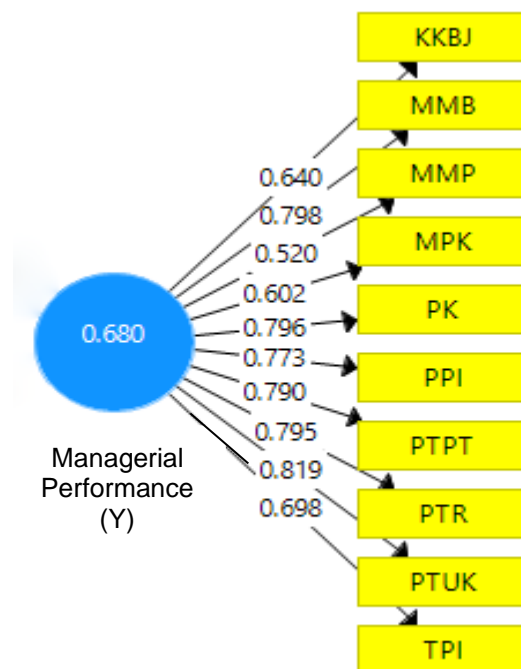 KKBJ
MMB
MMP
MPK
PK
PPI
PTPT
PTR
PTUK
TPI
0.640
0.798
0.520
0.602
0.796
0.773
0.790
0.795
0.819
0.698
0.680
Managerial
Performance
(Y)